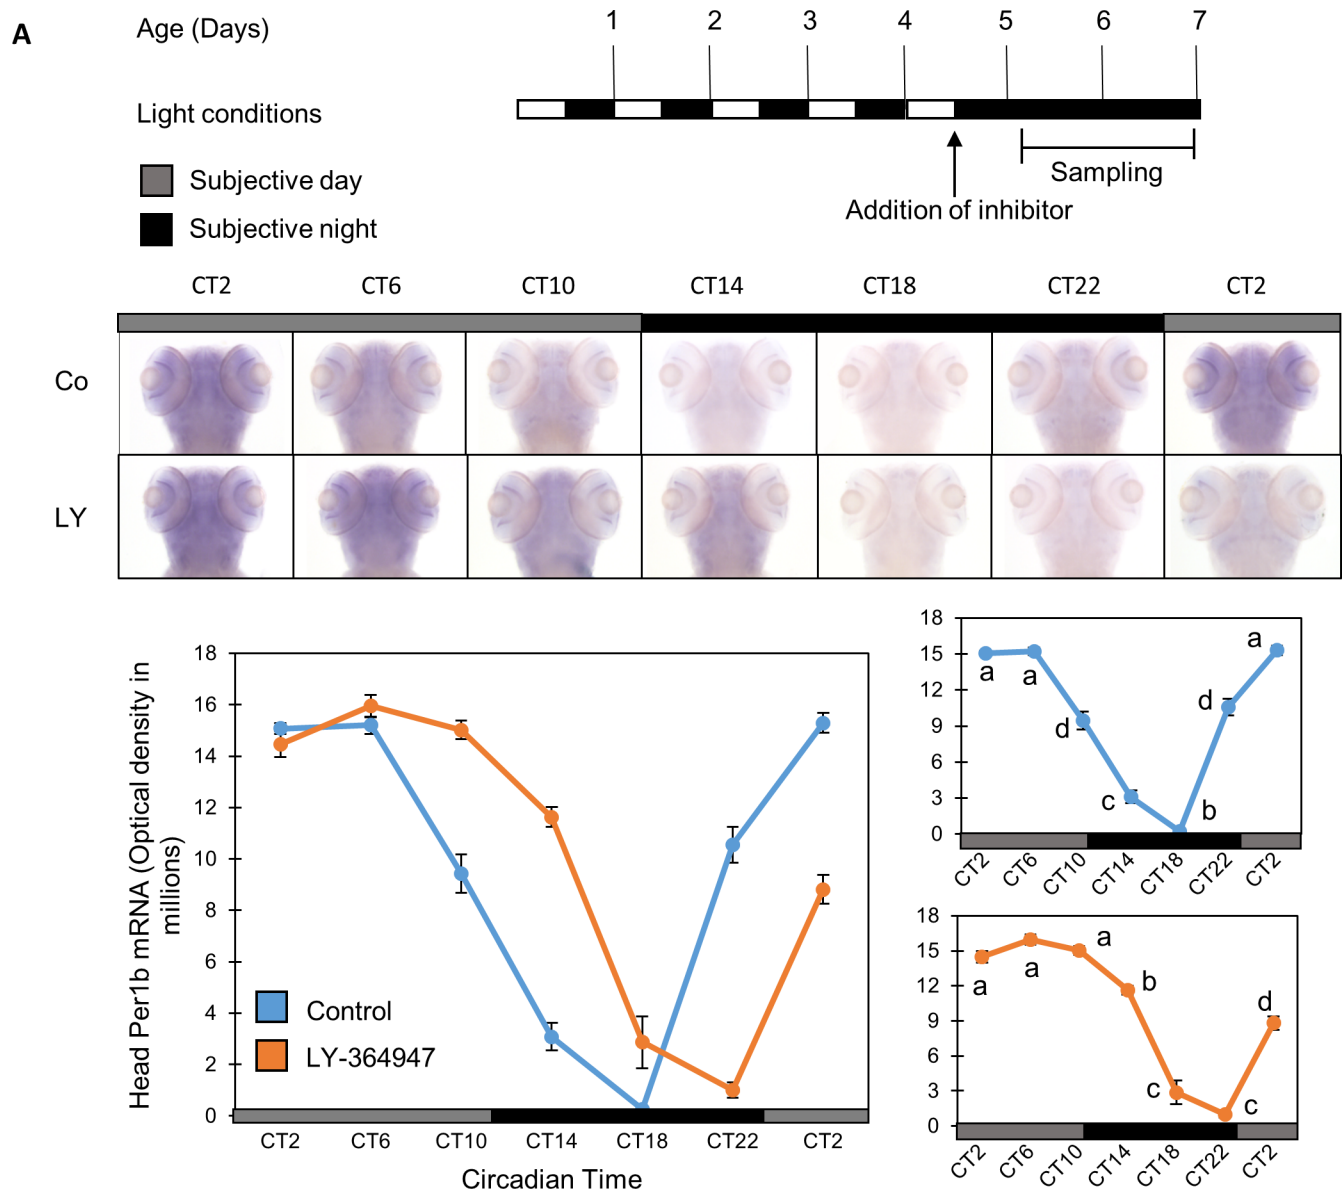 A
Age (Days)
1 2 3 4 5 6 7
Light conditions
Sampling
Subjective day
Addition of inhibitor
Subjective night
CT2 CT6 CT10 CT14 CT18 CT22 CT2
Co
LY
Head Per1b mRNA (Optical density in
millions)
18
16
14
12
10
8
6
4
2
0
Control
LY-364947
CT2 CT6 CT10 CT14 CT18 CT22 CT2
Circadian Time
18
15
12
9
6
3
0
a a d c b d a
CT2 CT6 CT10 CT14 CT18 CT22 CT2
18
15
12
9
6
3
0
a a a b c c d
CT2 CT6 CT10 CT14 CT18 CT22 CT2